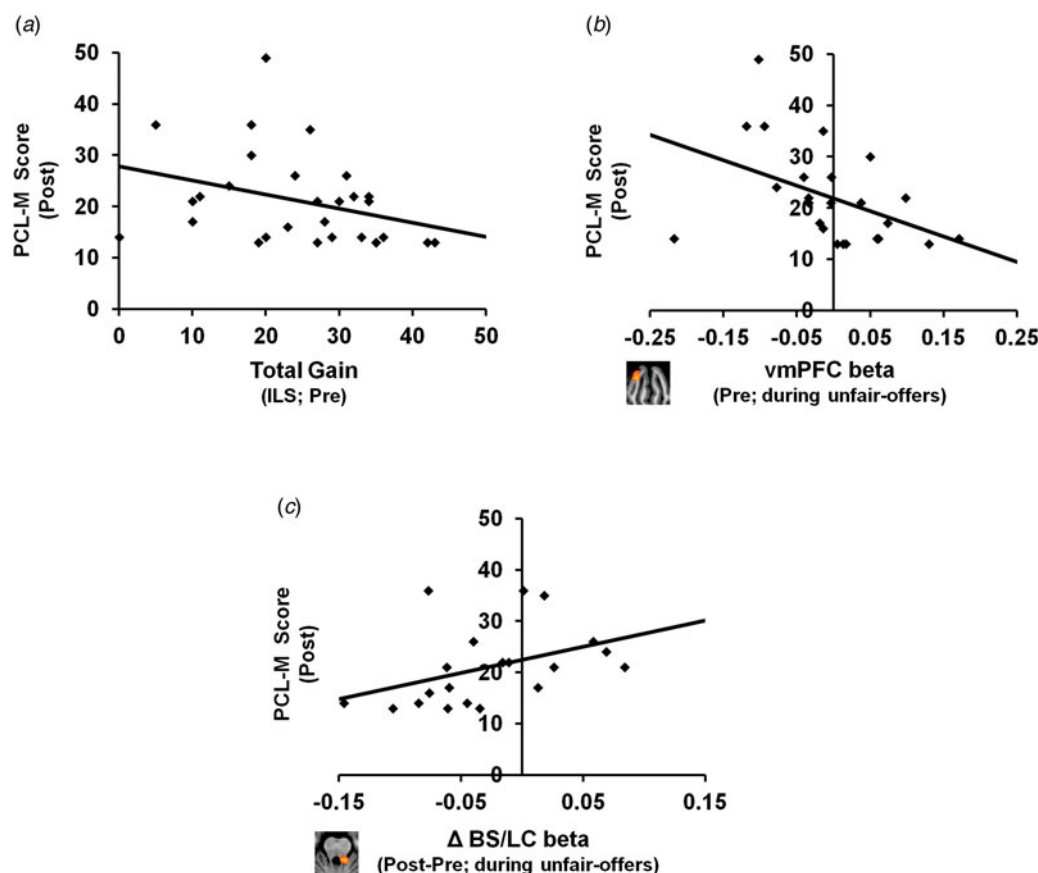 (a)
PCL-M Score
(Post)
50
40
30
20
10
0
0 10 20 30 40 50
Total Gain
(ILS; Pre)
(b)
PCL-M Score
(Post)
50
40
30
20
10
0
-0.25 -0.15 -0.05 0.05 0.15 0.25
vmPFC beta
(Pre; during unfair-offers)
(c)
PCL-M Score
(Post)
50
40
30
20
10
0
-0.15 -0.05 0.05 0.15
Δ BS/LC beta
(Post-Pre; during unfair-offers)